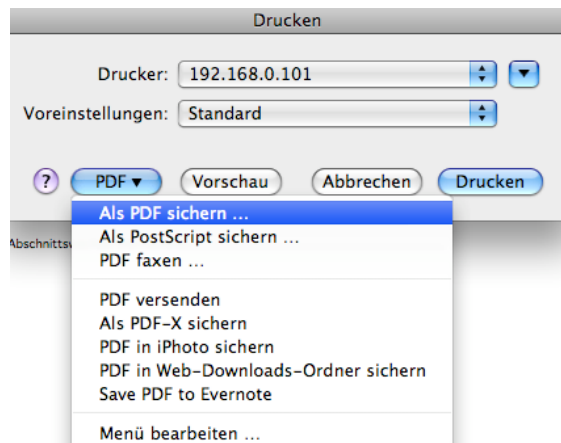 Drucken
Drucker: 192.168.0.101
Voreinstellungen: Standard
? PDF ▾ Vorschau Abbrechen Drucken
Als PDF sichern ...
Als PostScript sichern ...
PDF faxen ...
PDF versenden
Als PDF-X sichern
PDF in iPhoto sichern
PDF in Web-Downloads-Ordner sichern
Save PDF to Evernote
Menü bearbeiten ...